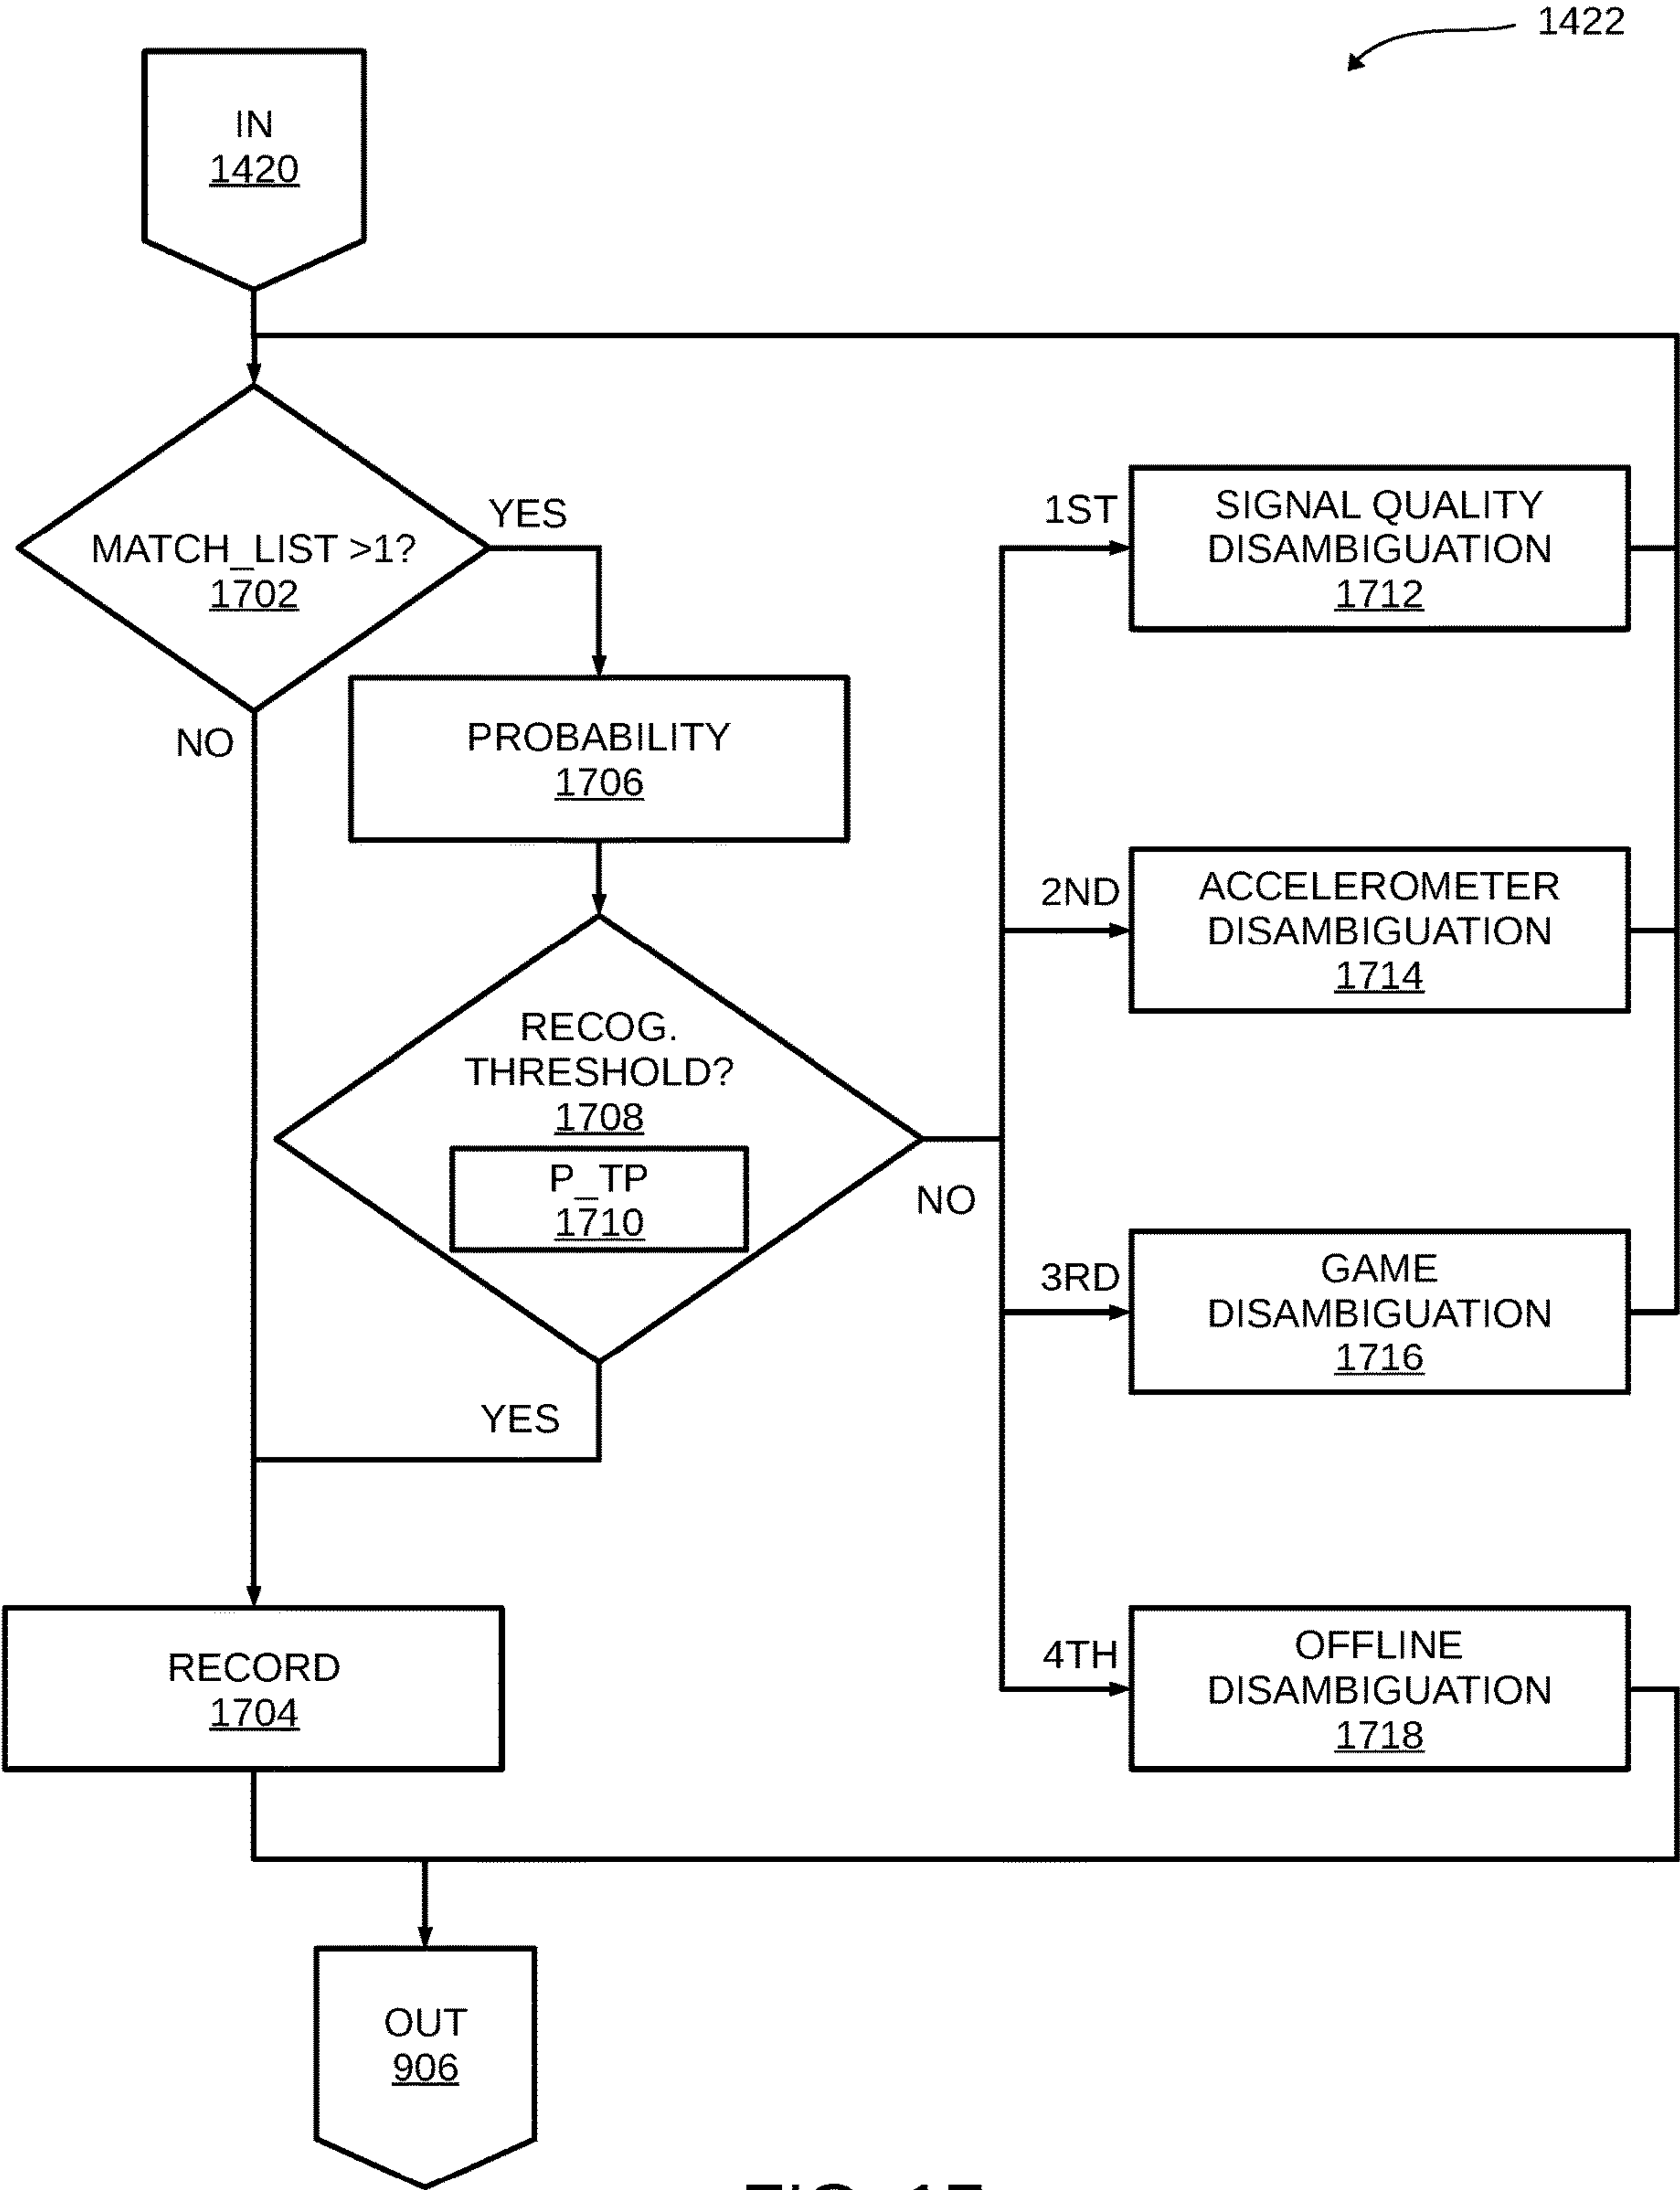 1422
IN
1420
MATCH_LIST >1?
1702
YES
NO
PROBABILITY
1706
RECOG.
THRESHOLD?
1708
P_TP
1710
NO
YES
1ST
SIGNAL QUALITY
DISAMBIGUATION
1712
2ND
ACCELEROMETER
DISAMBIGUATION
1714
3RD
GAME
DISAMBIGUATION
1716
4TH
OFFLINE
DISAMBIGUATION
1718
RECORD
1704
OUT
906